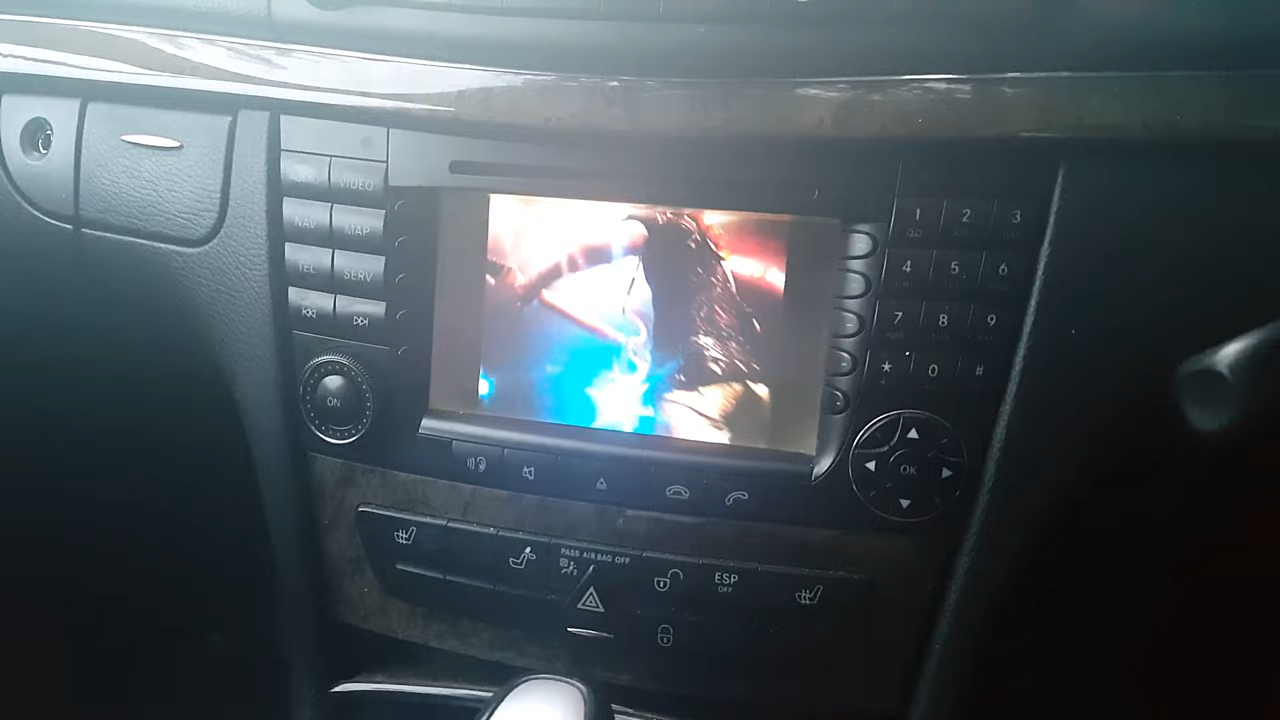 VIDEO
NAV MAP
TEL SERV
ON
1 2 3
4 5 6
7 8 9
* 0 #
OK
PASS AIR BAG OFF
ESP
OFF